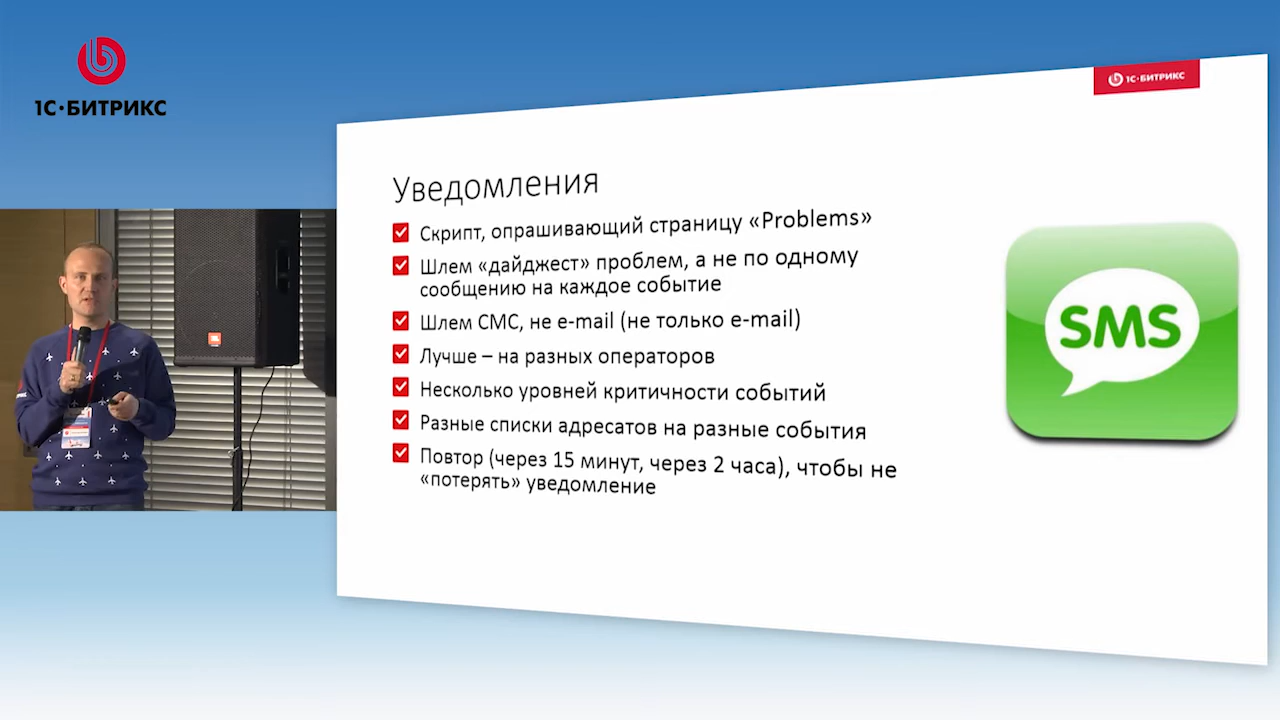 1С·БИТРИКС
1С·БИТРИКС
Уведомления
Скрипт, опрашивающий страницу «Problems»
Шлем «дайджест» проблем, а не по одному
сообщению на каждое событие
Шлем СМС, не e-mail (не только e-mail)
Лучше – на разных операторов
Несколько уровней критичности событий
Разные списки адресатов на разные события
Повтор (через 15 минут, через 2 часа), чтобы не
«потерять» уведомление
SMS
JBL